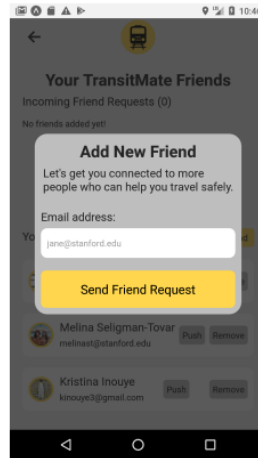 10:46
Your TransitMate Friends
Incoming Friend Requests (0)
No friends added yet!
Add New Friend
Let's get you connected to more
people who can help you travel safely.
Email address:
jane@stanford.edu
Send Friend Request
Melina Seligman-Tovar
melinast@stanford.edu
Push
Remove
Kristina Inouye
kinouye3@gmail.com
Push
Remove